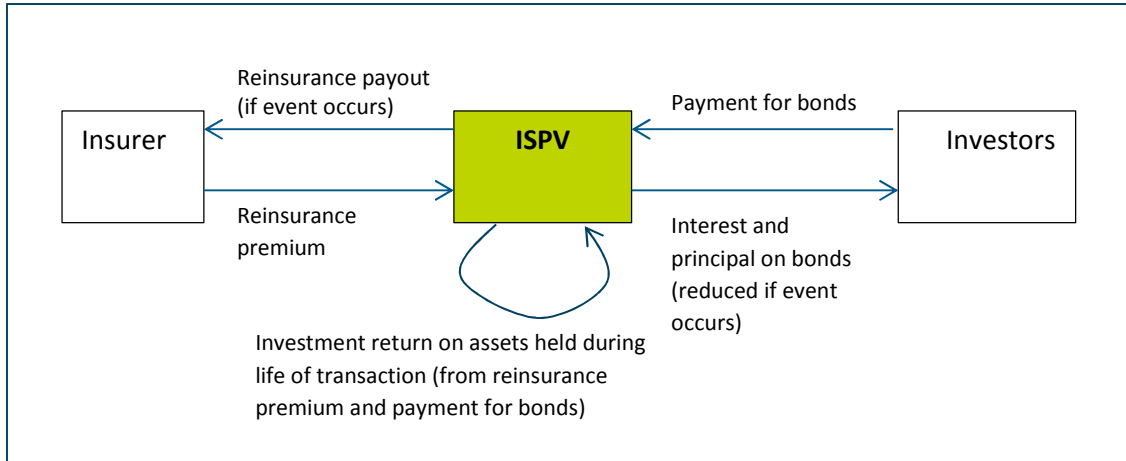 Reinsurance payout
(if event occurs)
Payment for bonds
Insurer
ISPV
Investors
Reinsurance
premium
Interest and
principal on bonds
(reduced if event
occurs)
Investment return on assets held during
life of transaction (from reinsurance
premium and payment for bonds)